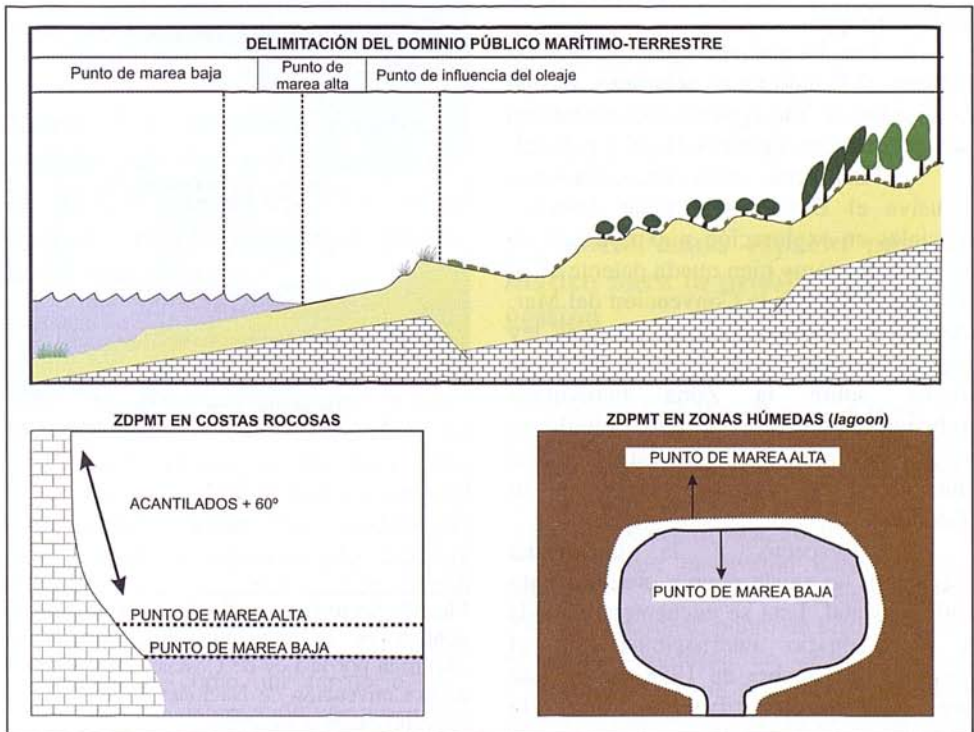 DELIMITACIÓN DEL DOMINIO PÚBLICO MARÍTIMO-TERRESTRE
Punto de marea baja
Punto de
marea alta
Punto de influencia del oleaje
ZDPMT EN COSTAS ROCOSAS
ACANTILADOS + 60º
PUNTO DE MAREA ALTA
PUNTO DE MAREA BAJA
ZDPMT EN ZONAS HÚMEDAS (lagoon)
PUNTO DE MAREA ALTA
PUNTO DE MAREA BAJA